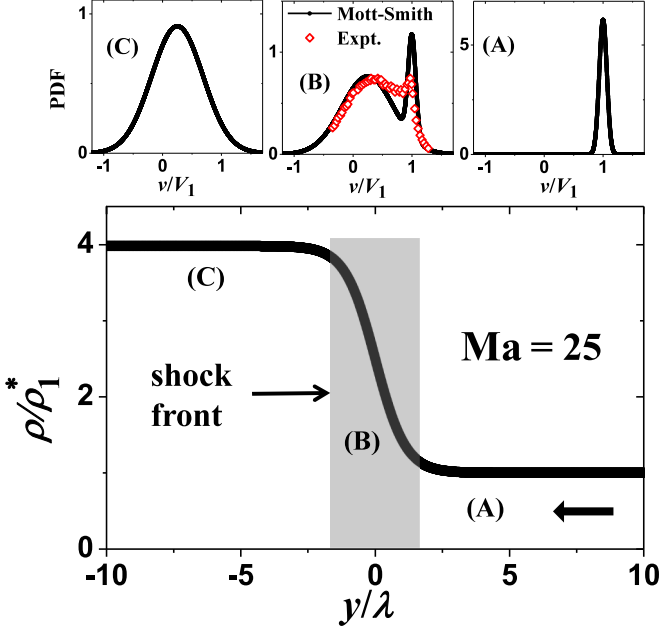 1
(C)
PDF
0
-1 0 1
v/V1
1
Mott-Smith
Expt.
(B)
0
-1 0 1
v/V1
5
(A)
0
-1 0 1
v/V1
4
(C)
Ma = 25
shock
front
2
ρ/ρ1*
(B)
(A)
0
-10 -5 0 5 10
y/λ